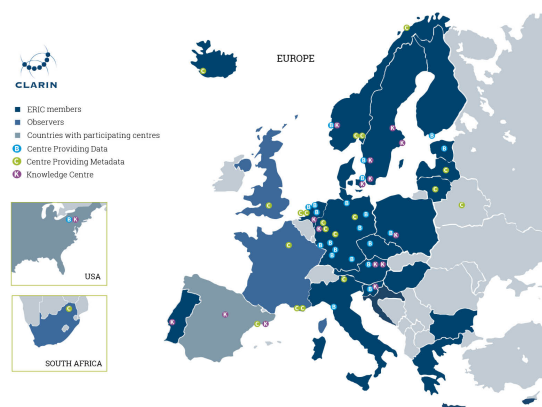 EUROPE
CLARIN
ERIC members
Observers
Countries with participating centres
B Centre Providing Data
C Centre Providing Metadata
K Knowledge Centre
B K
USA
C
SOUTH AFRICA